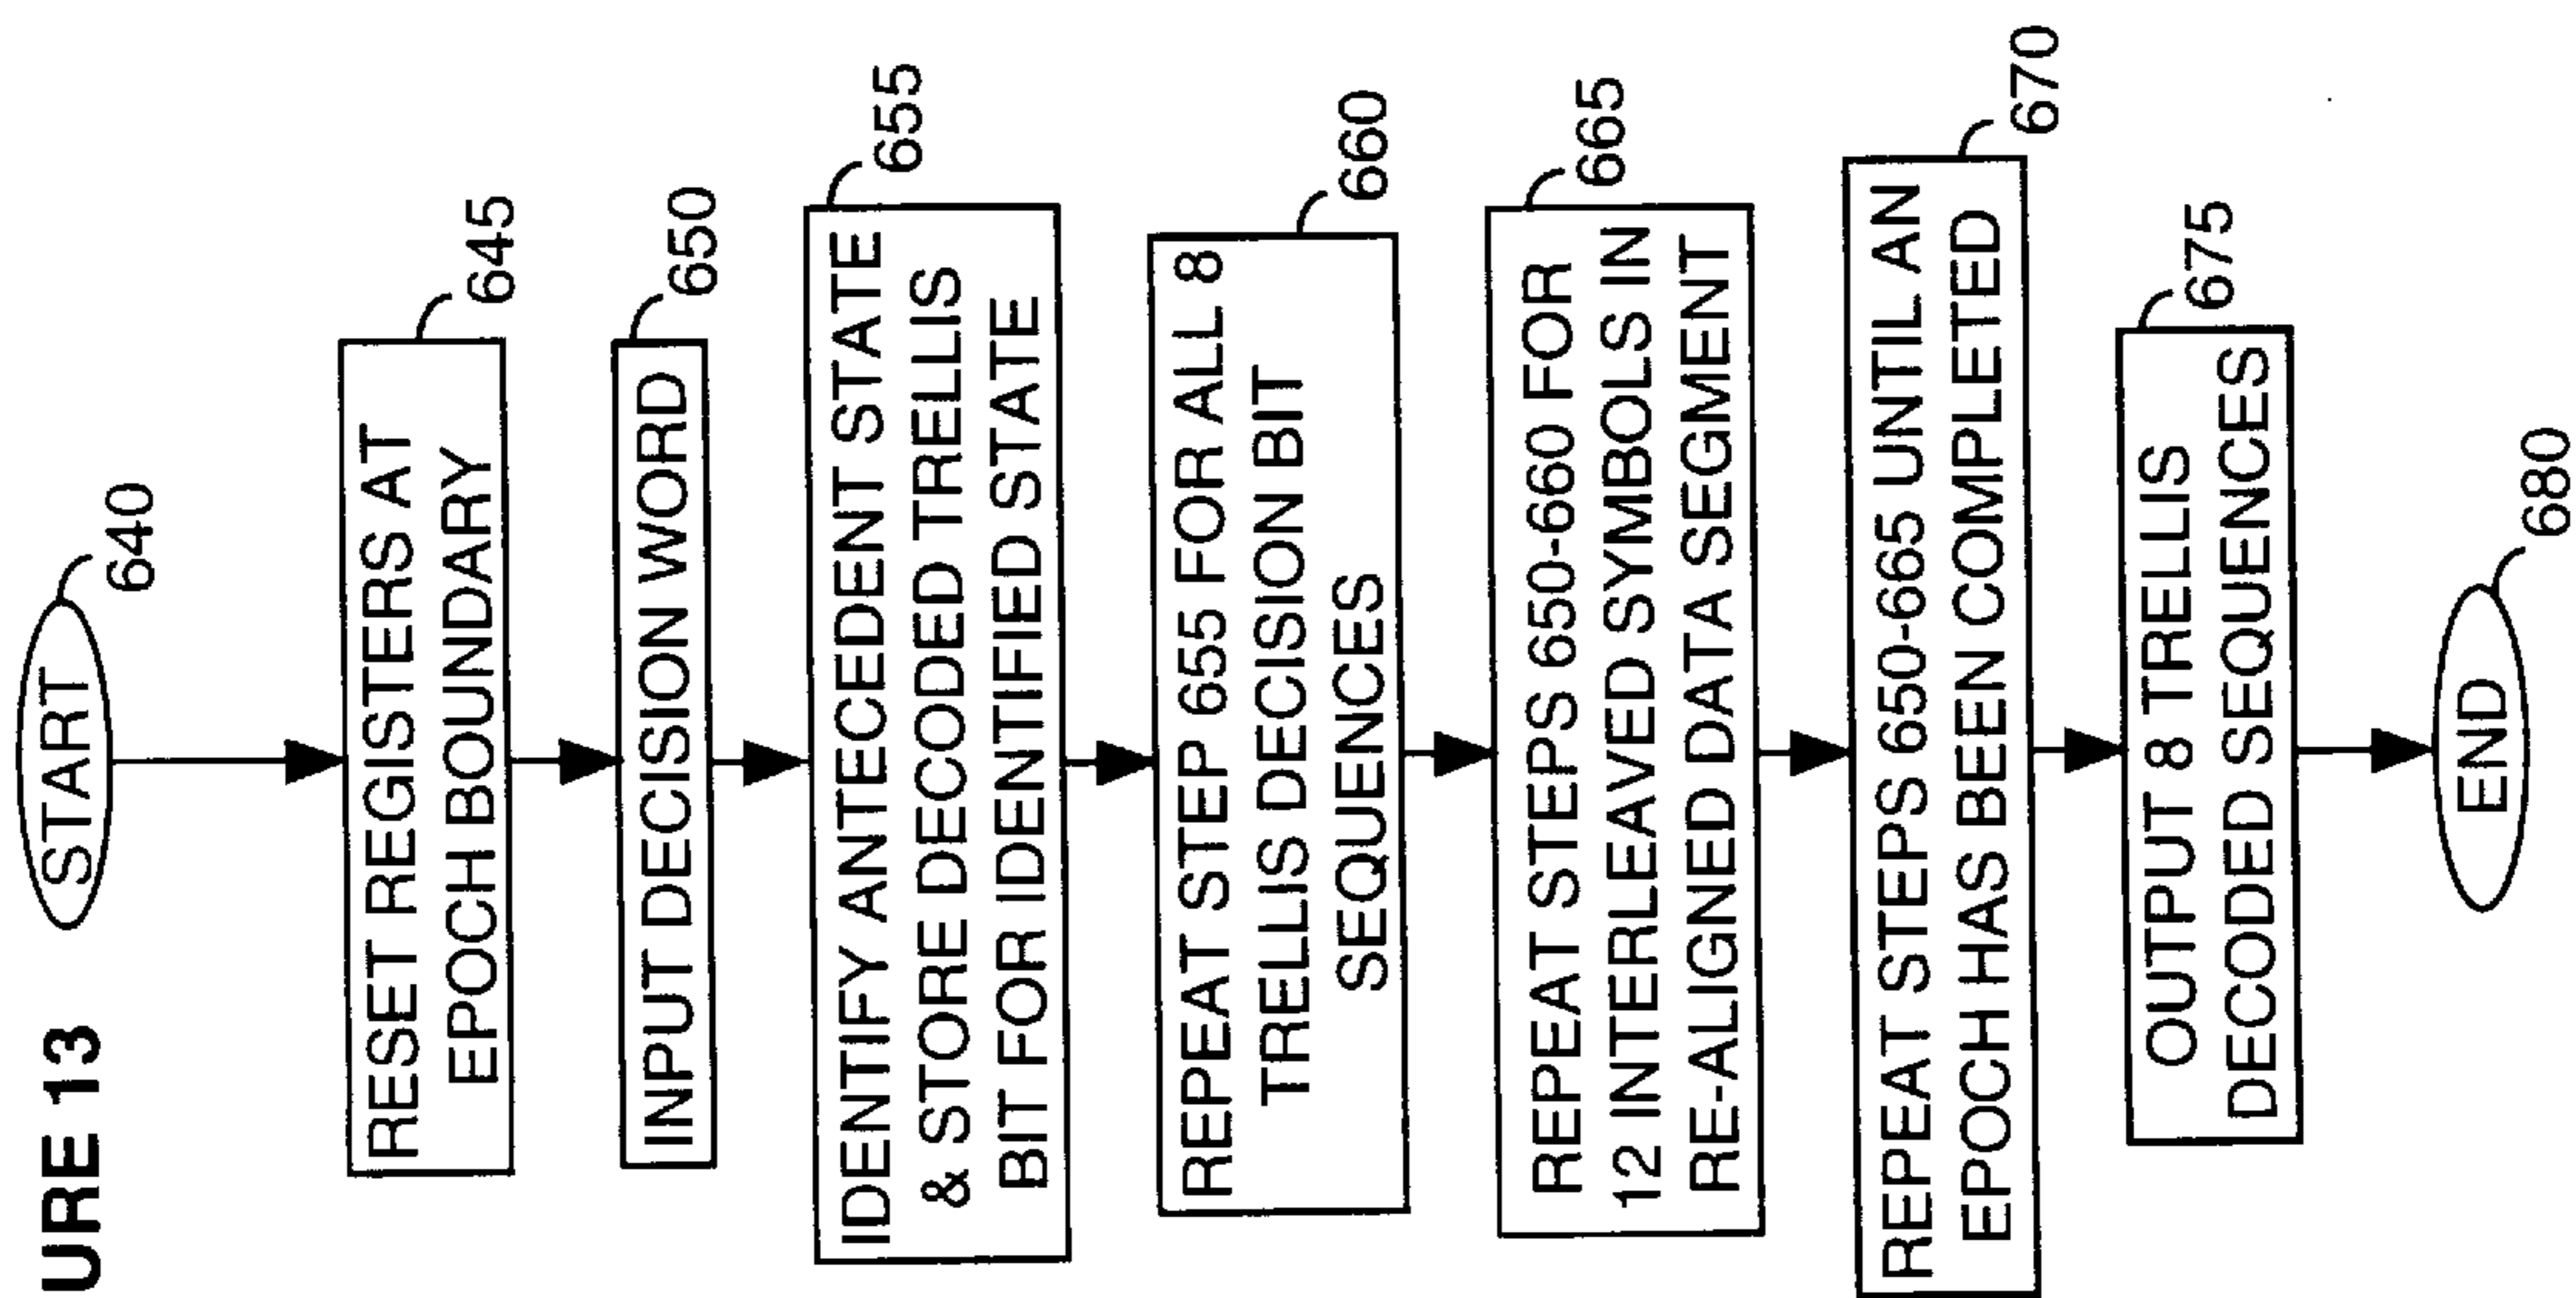 URE 13
START
640
RESET REGISTERS AT
EPOCH BOUNDARY
645
INPUT DECISION WORD
650
IDENTIFY ANTECEDENT STATE
& STORE DECODED TRELLIS
BIT FOR IDENTIFIED STATE
655
REPEAT STEP 655 FOR ALL 8
TRELLIS DECISION BIT
SEQUENCES
660
REPEAT STEPS 650-660 FOR
12 INTERLEAVED SYMBOLS IN
RE-ALIGNED DATA SEGMENT
665
REPEAT STEPS 650-665 UNTIL AN
EPOCH HAS BEEN COMPLETED
670
OUTPUT 8 TRELLIS
DECODED SEQUENCES
675
END
680